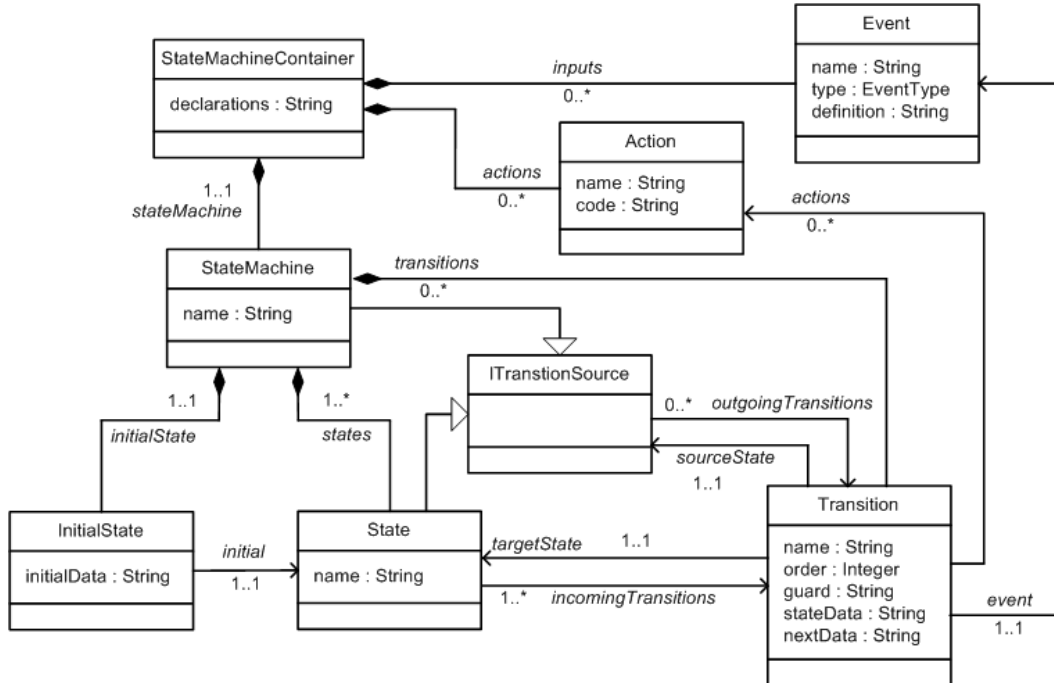 StateMachineContainer
declarations : String
inputs
0..*
Event
name : String
type : EventType
definition : String
actions
0..*
Action
name : String
code : String
actions
0..*
1..1
stateMachine
StateMachine
name : String
transitions
0..*
ITranstionSource
1..1
initialState
1..*
states
0..*
outgoingTransitions
sourceState
1..1
InitialState
initialData : String
initial
1..1
State
name : String
targetState
1..1
1..*
incomingTransitions
Transition
name : String
order : Integer
guard : String
stateData : String
nextData : String
event
1..1